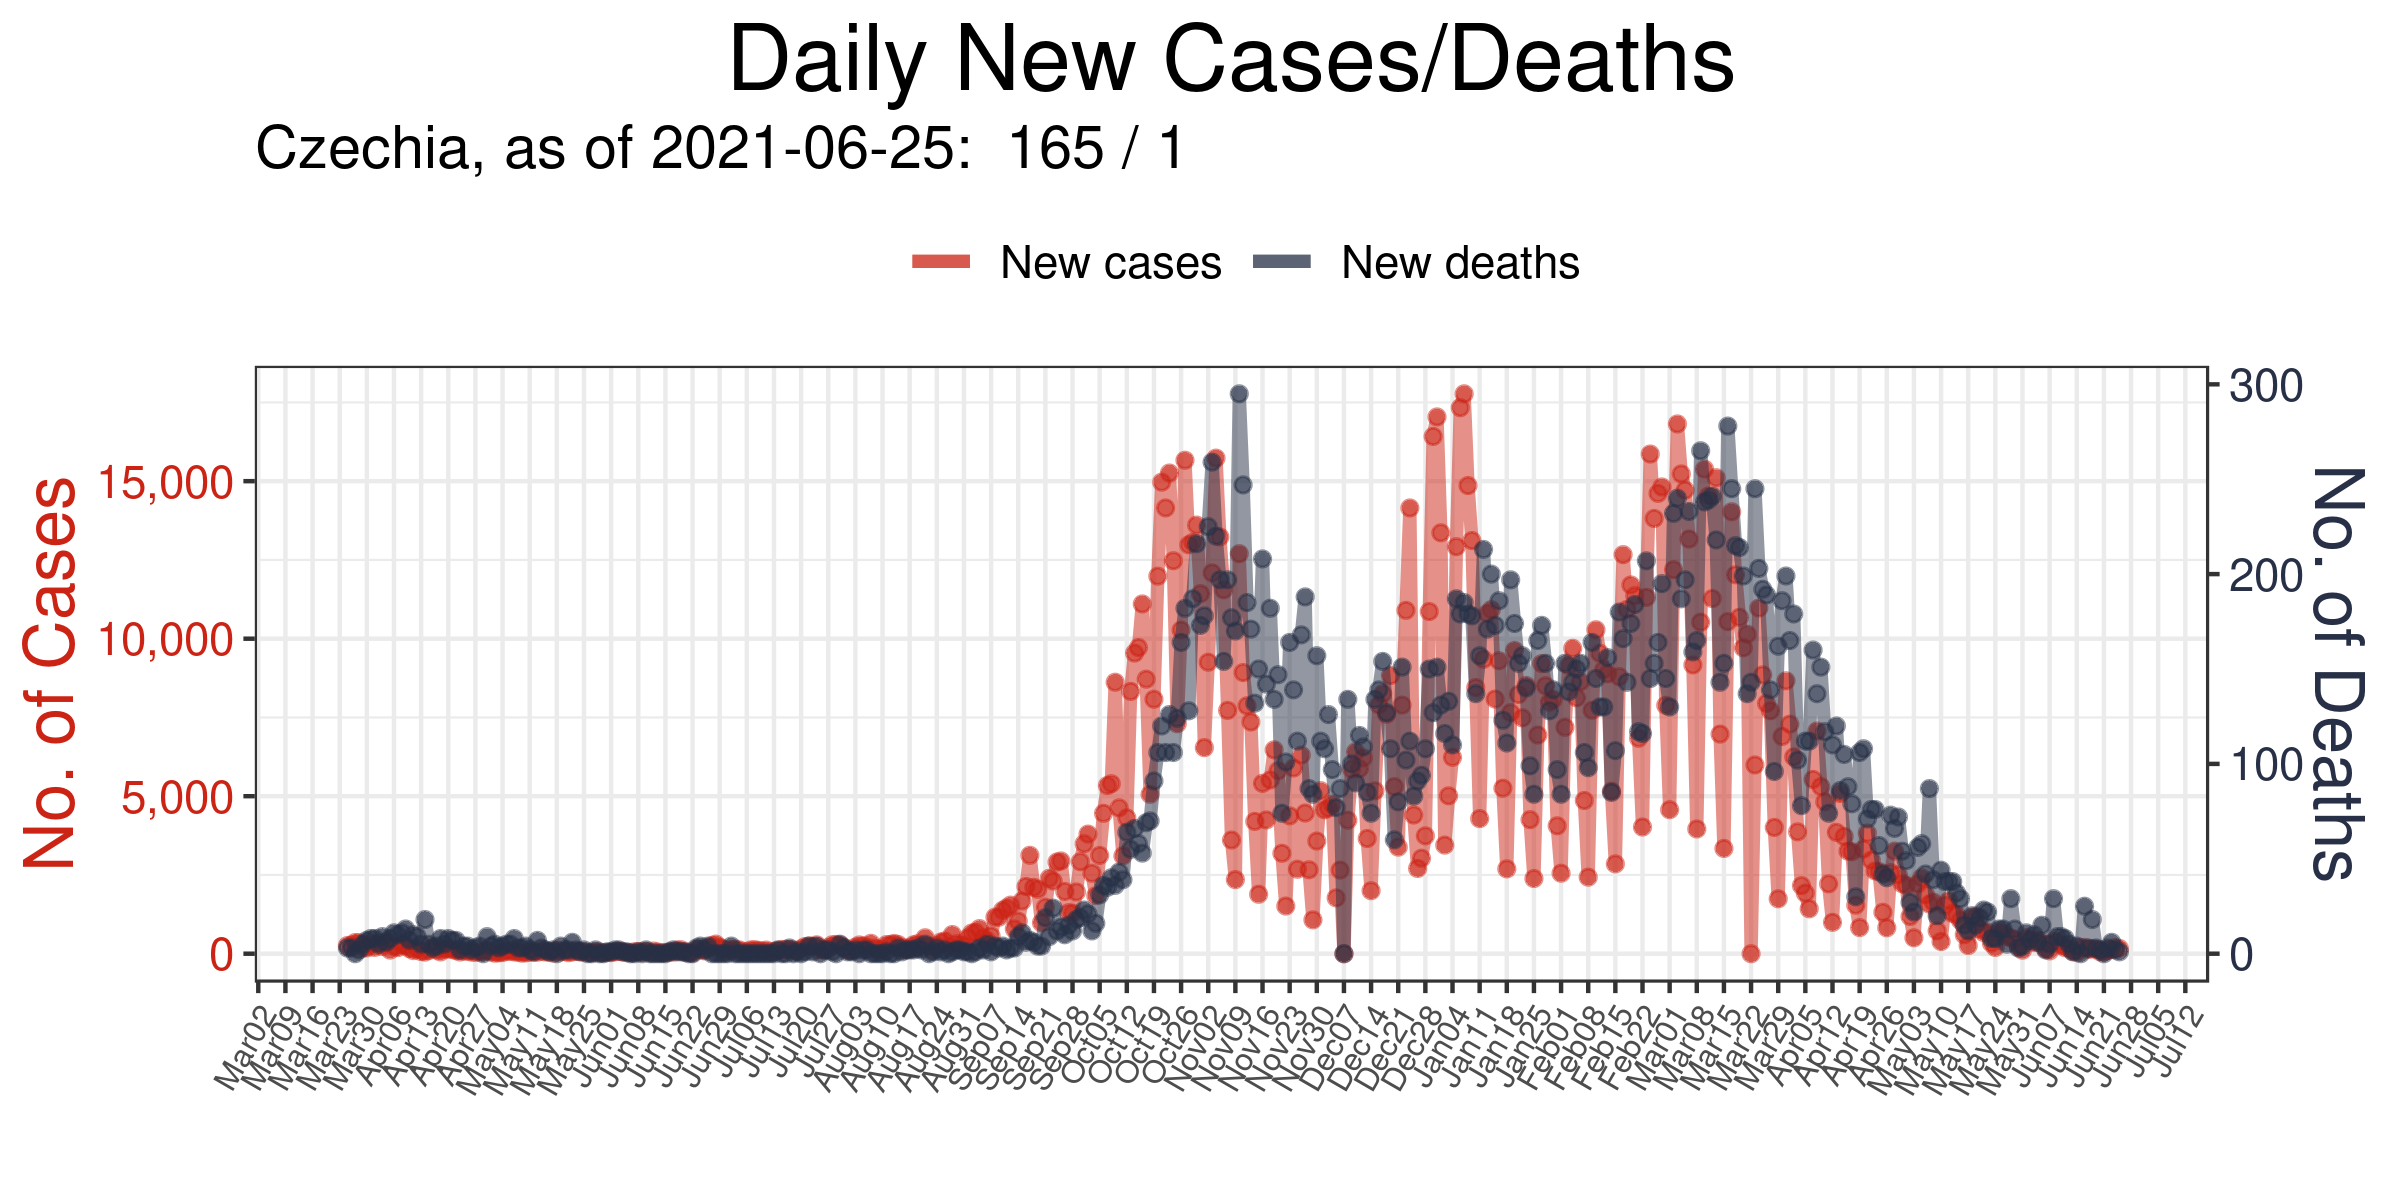 Daily New Cases/Deaths
Czechia, as of 2021-06-25:  165 / 1
New cases
New deaths
No. of Cases
15,000
10,000
5,000
0
300
200
100
0
No. of Deaths
Mar02
Mar09
Mar16
Mar23
Mar30
Apr06
Apr13
Apr20
Apr27
May04
May11
May18
May25
Jun01
Jun08
Jun15
Jun22
Jun29
Jul06
Jul13
Jul20
Jul27
Aug03
Aug10
Aug17
Aug24
Aug31
Sep07
Sep14
Sep21
Sep28
Oct05
Oct12
Oct19
Oct26
Nov02
Nov09
Nov16
Nov23
Nov30
Dec07
Dec14
Dec21
Dec28
Jan04
Jan11
Jan18
Jan25
Feb01
Feb08
Feb15
Feb22
Mar01
Mar08
Mar15
Mar22
Mar29
Apr05
Apr12
Apr19
Apr26
May03
May10
May17
May24
May31
Jun07
Jun14
Jun21
Jun28
Jul05
Jul12